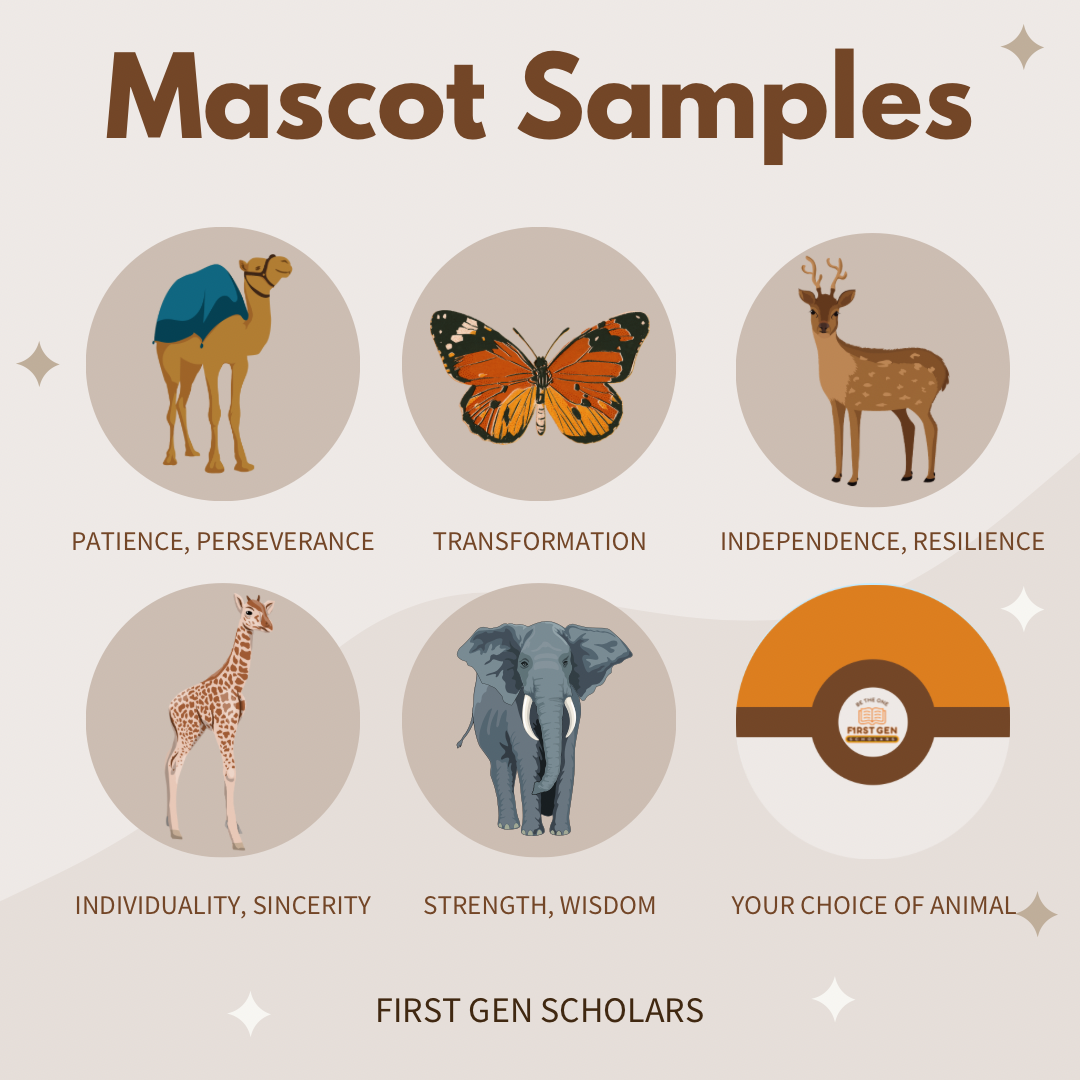 Mascot Samples
PATIENCE, PERSEVERANCE
TRANSFORMATION
INDEPENDENCE, RESILIENCE
INDIVIDUALITY, SINCERITY
STRENGTH, WISDOM
BE THE ONE
FIRST GEN
SCHOLARS
YOUR CHOICE OF ANIMAL
FIRST GEN SCHOLARS